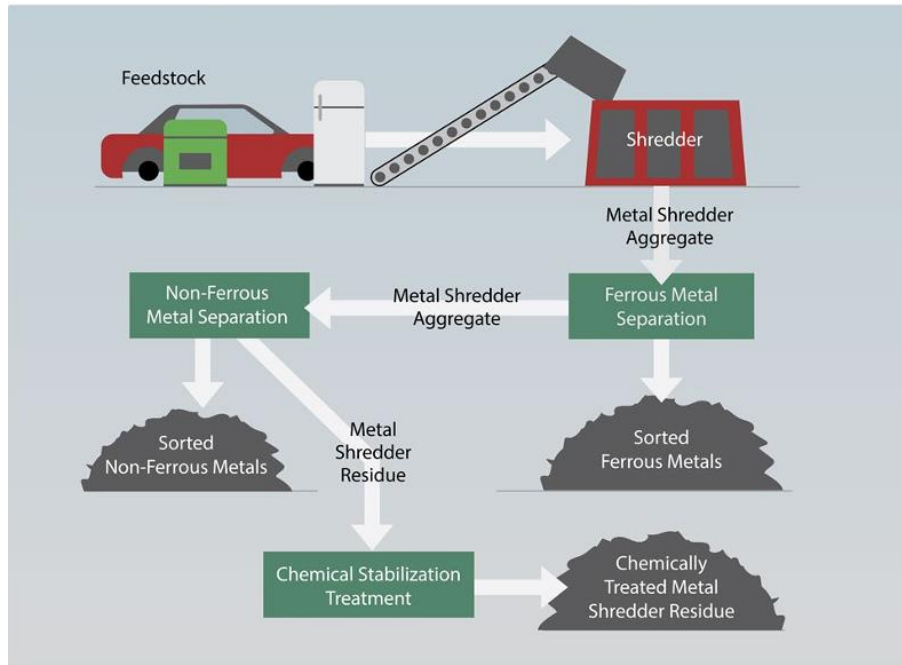 Feedstock
Shredder
Metal Shredder
Aggregate
Non-Ferrous
Metal Separation
Metal Shredder
Aggregate
Ferrous Metal
Separation
Sorted
Non-Ferrous Metals
Metal
Shredder
Residue
Sorted
Ferrous Metals
Chemical Stabilization
Treatment
Chemically
Treated Metal
Shredder Residue